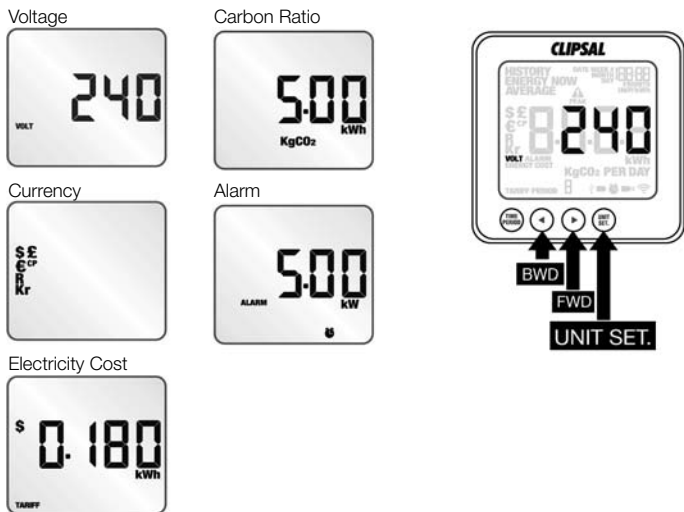 Voltage
240
VOLT
Carbon Ratio
5.00
kWh
KgCO2
Currency
$ £
€ CP
R
Kr
Alarm
5.00
ALARM
kW
Electricity Cost
$
0.180
kWh
TARIFF
CLIPSAL
HISTORY
ENERGY NOW
AVERAGE
PEAK
$ £
€ CP
R
Kr
240
VOLT ALARM
ENERGY COST
kWh
KgCO2 PER DAY
TARIFF PERIOD
TIME PERIOD
UNIT SET.
BWD
FWD
UNIT SET.